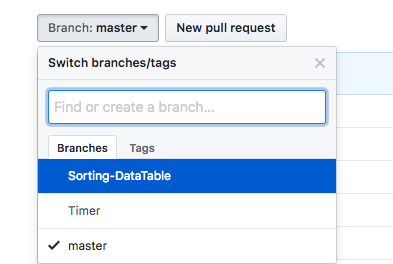 Branch: master New pull request
Switch branches/tags
Find or create a branch...
Branches Tags
Sorting-DataTable
Timer
master